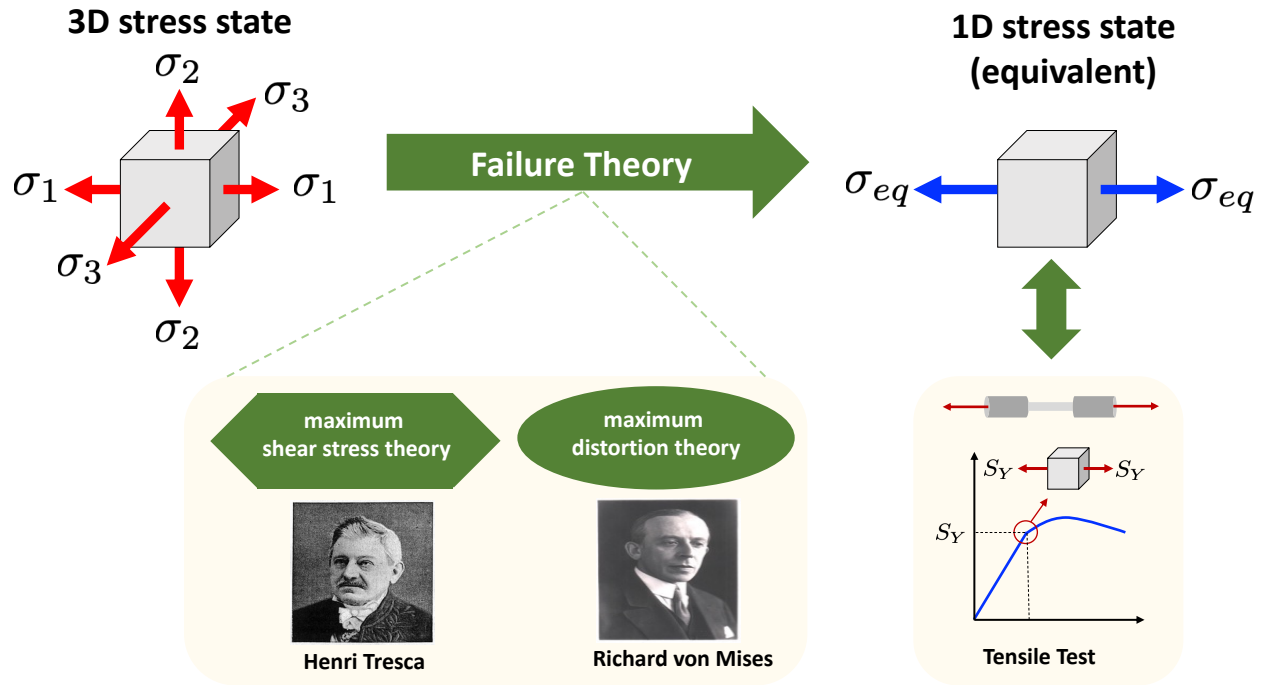 3D stress state
1D stress state
(equivalent)
σ2
σ3
σ1
σ1
σ3
σ2
Failure Theory
σeq
σeq
maximum
shear stress theory
maximum
distortion theory
Henri Tresca
Richard von Mises
SY
SY
SY
Tensile Test